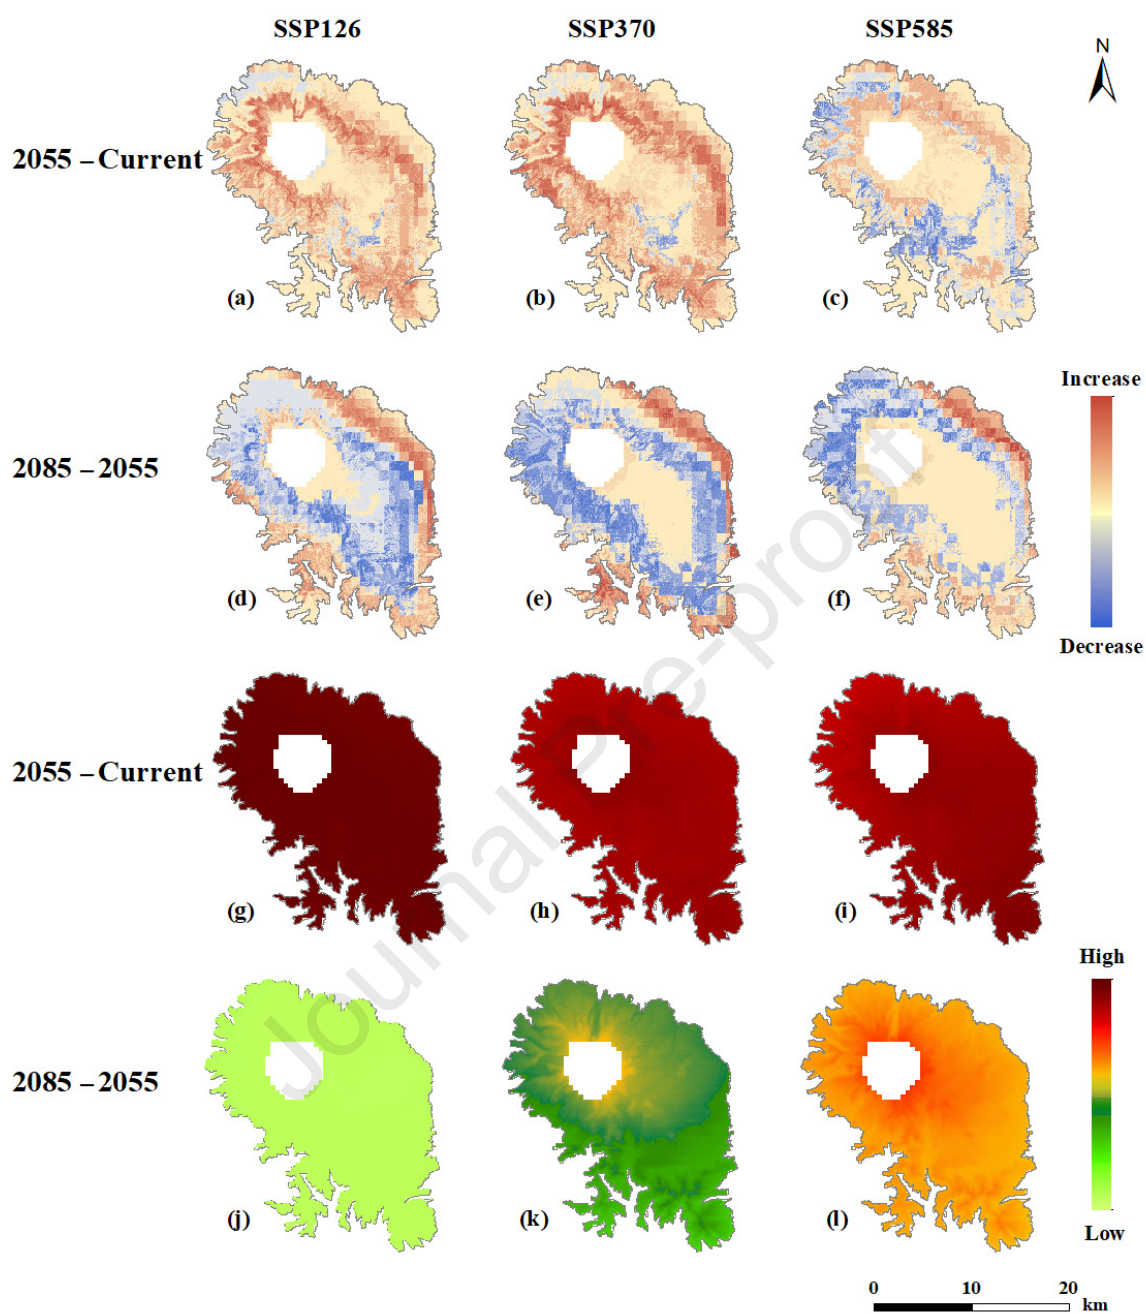 SSP126 SSP370 SSP585
N
2055 – Current
(a) (b) (c)
Increase
2085 – 2055
(d) (e) (f)
Decrease
2055 – Current
(g) (h) (i)
High
2085 – 2055
(j) (k) (l)
Low
0 10 20
km
Journal Pre-proof